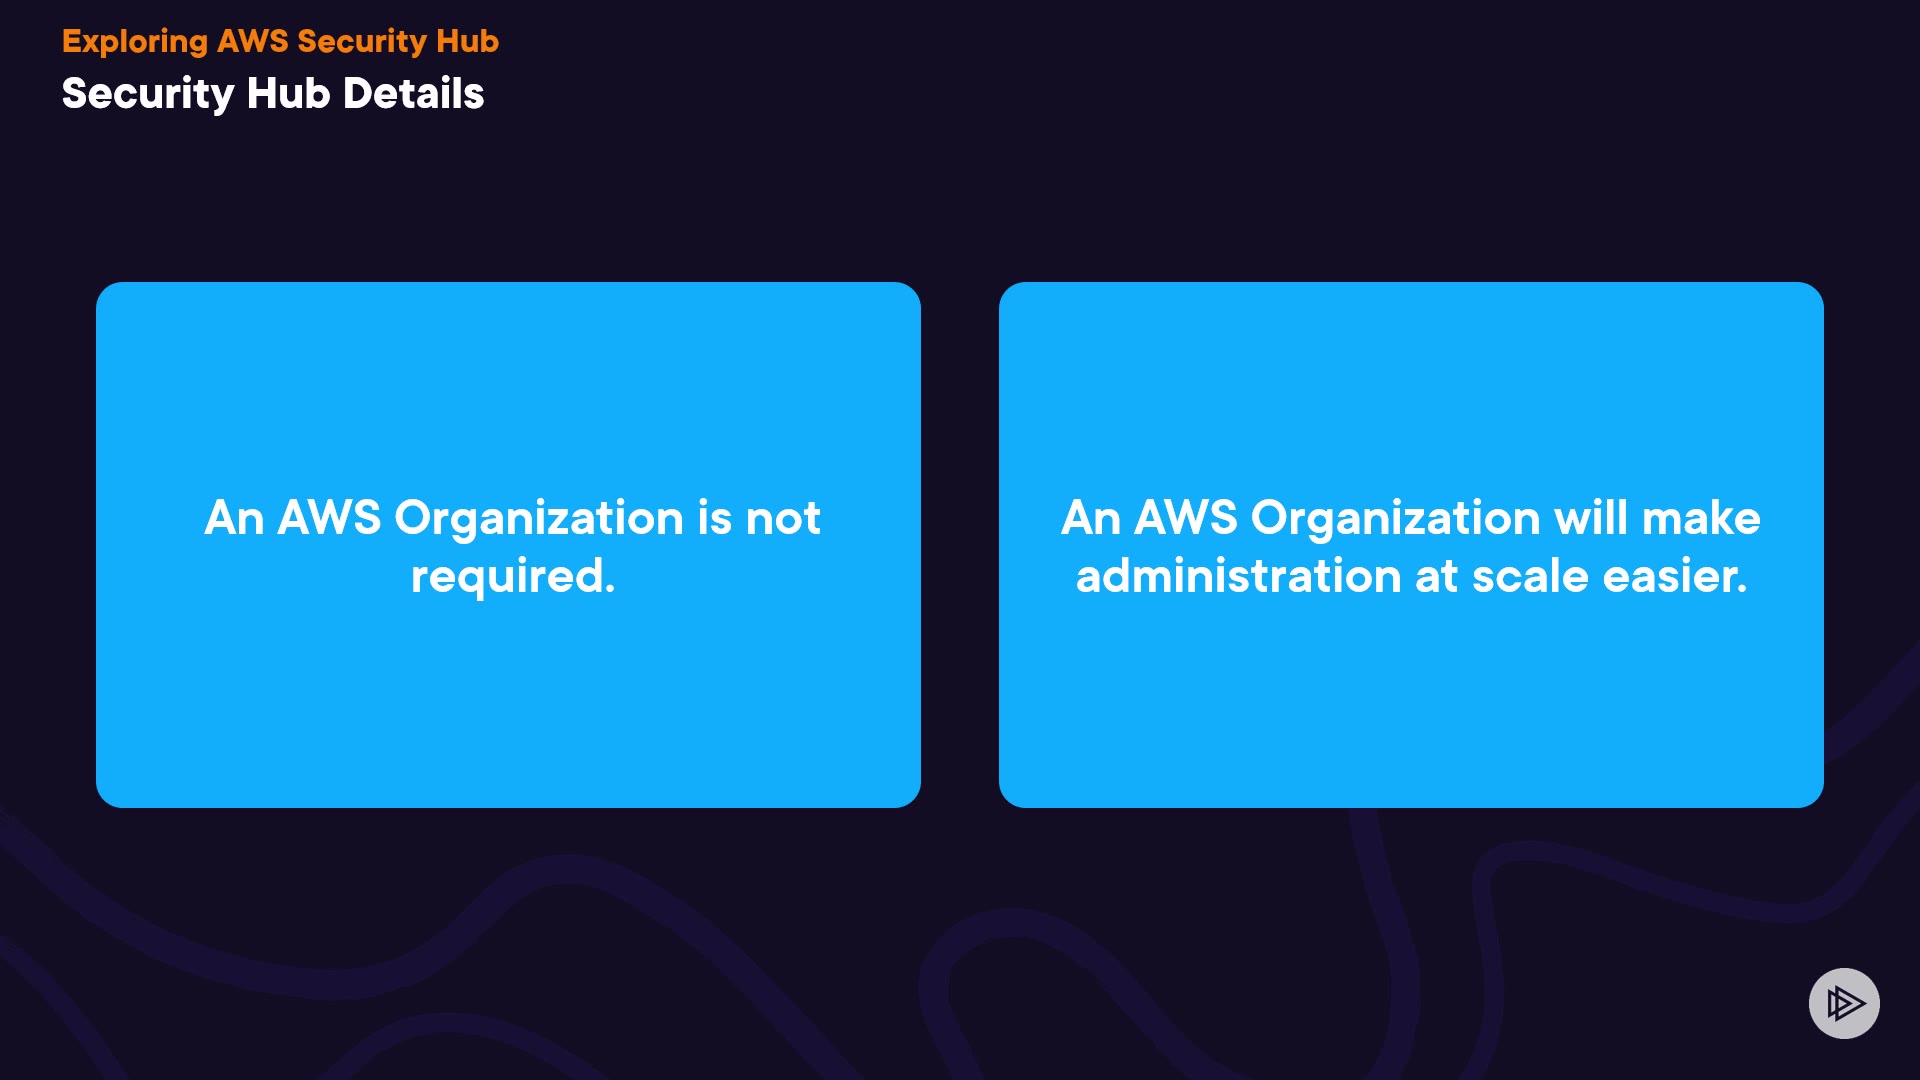 Exploring AWS Security Hub
Security Hub Details
An AWS Organization is not
required.
An AWS Organization will make
administration at scale easier.